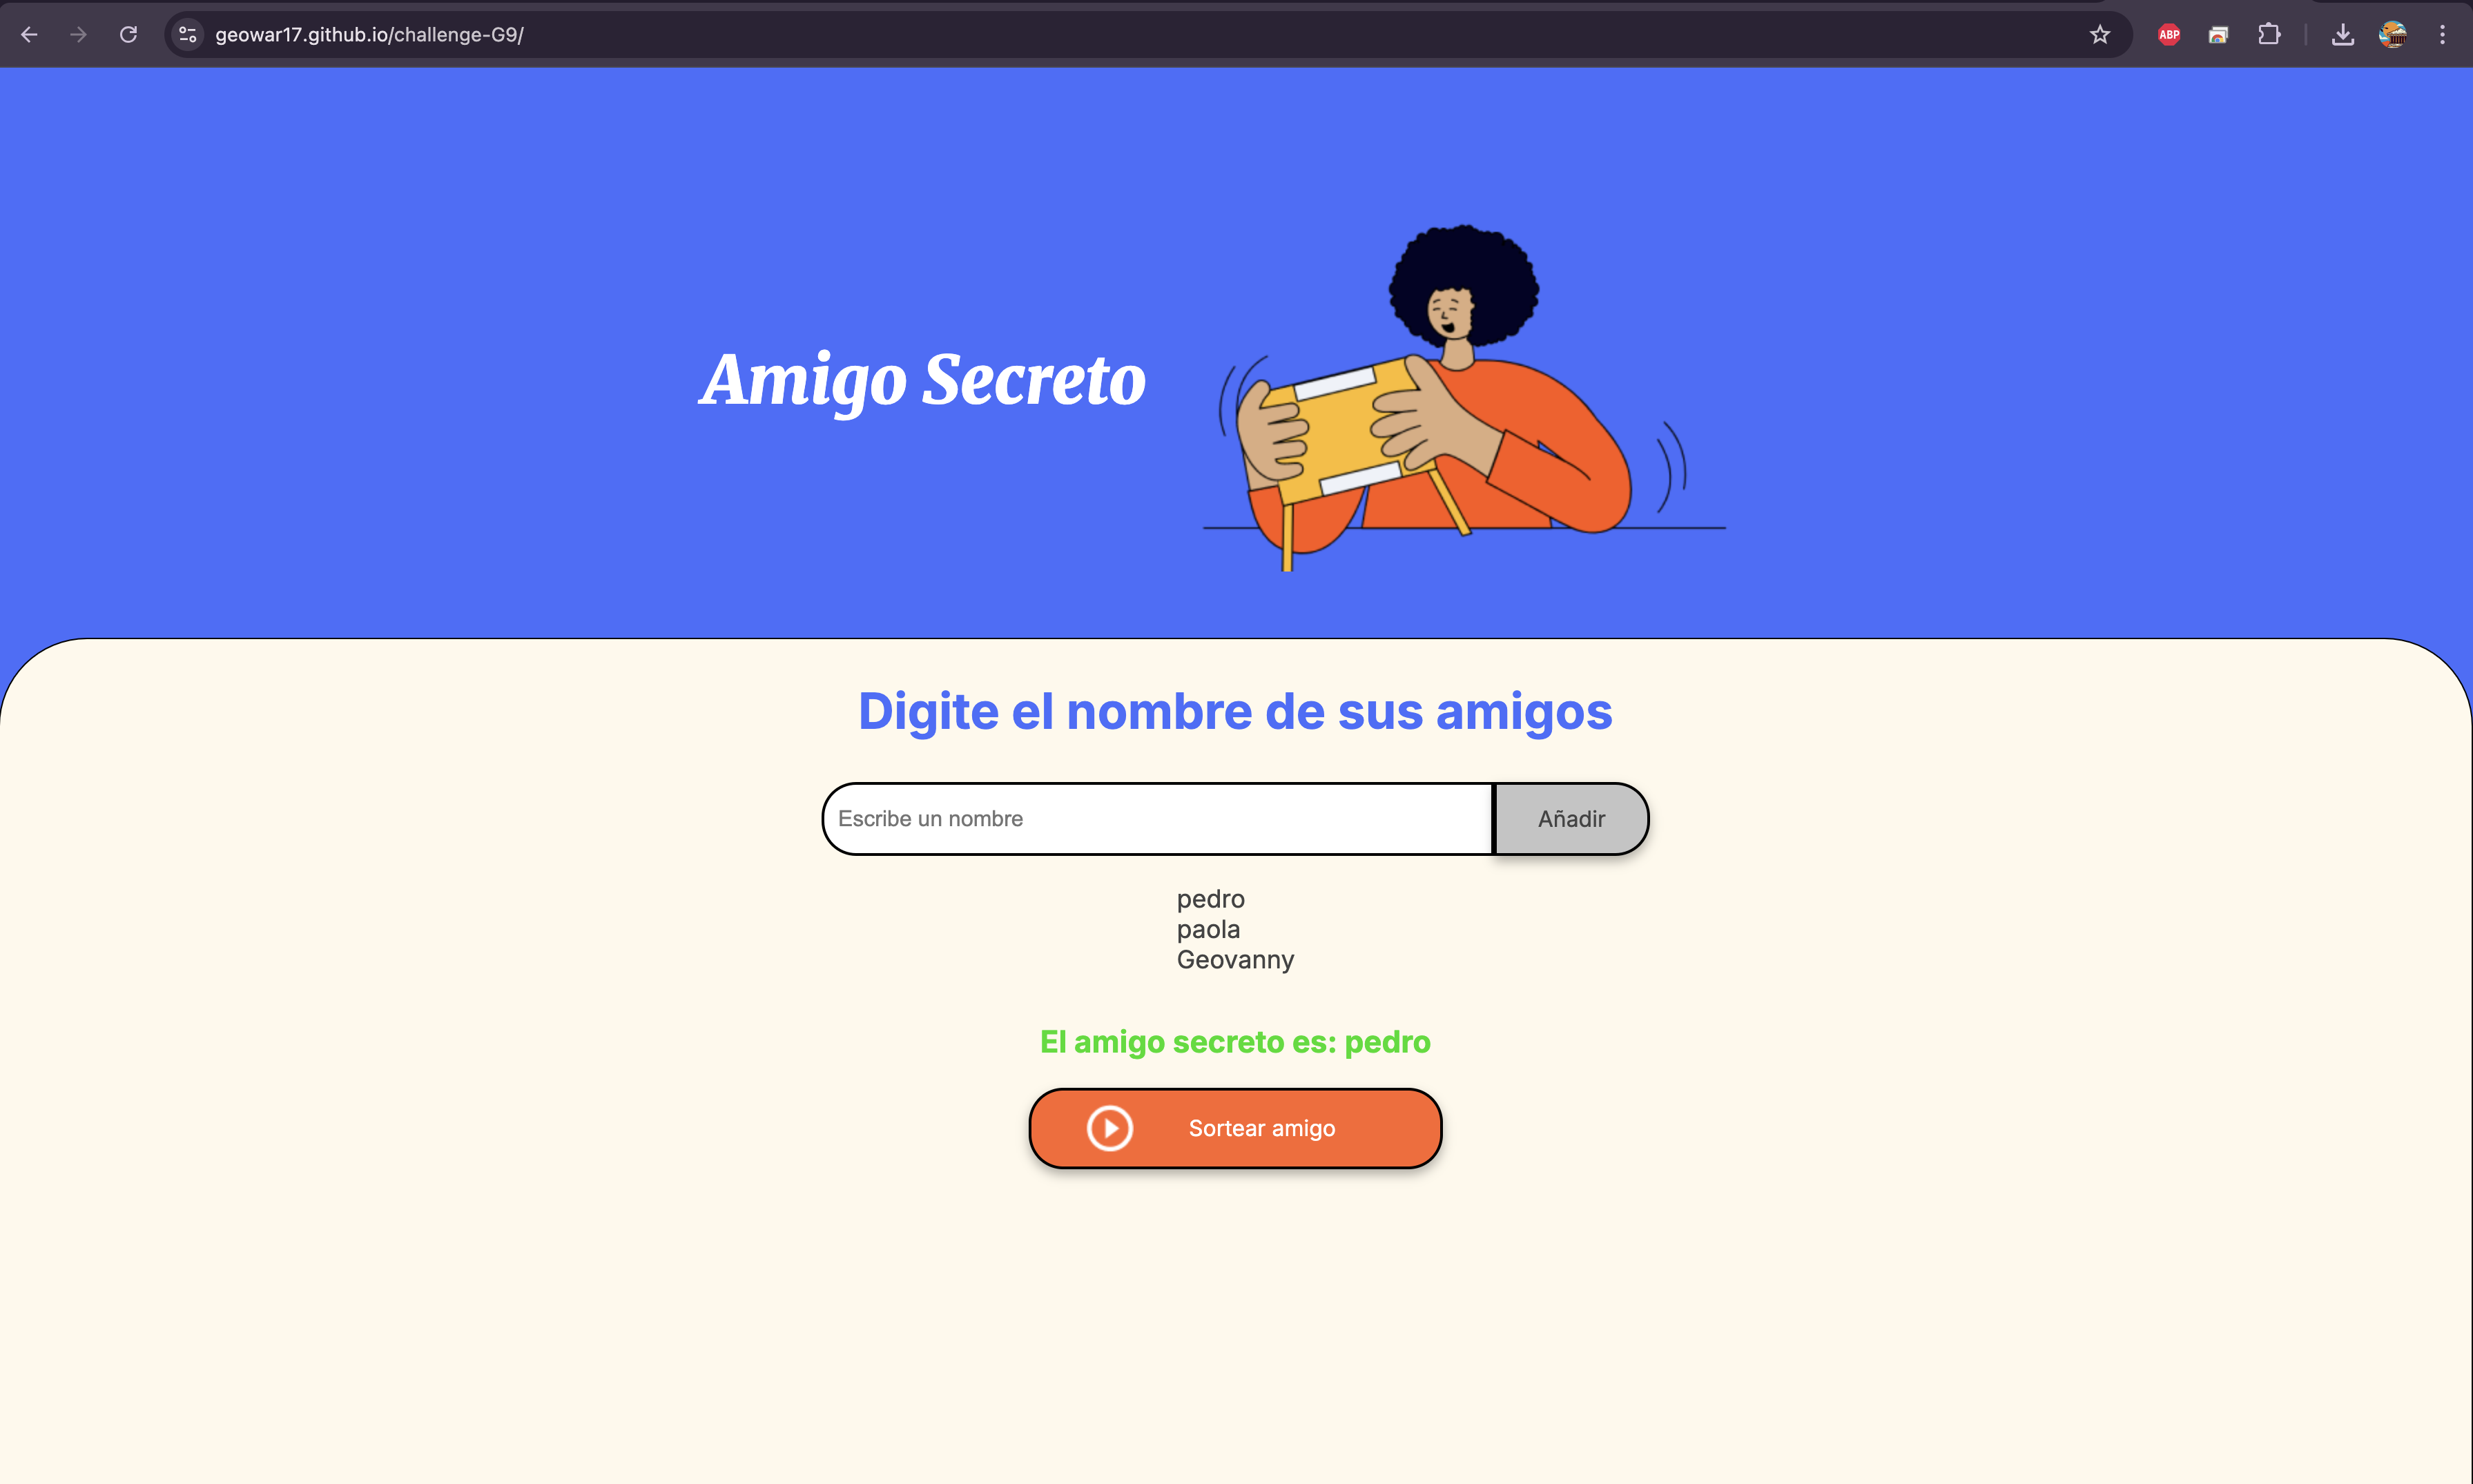 geowar17.github.io/challenge-G9/
ABP
Amigo Secreto
Digite el nombre de sus amigos
Escribe un nombre
Añadir
pedro
paola
Geovanny
El amigo secreto es: pedro
Sortear amigo